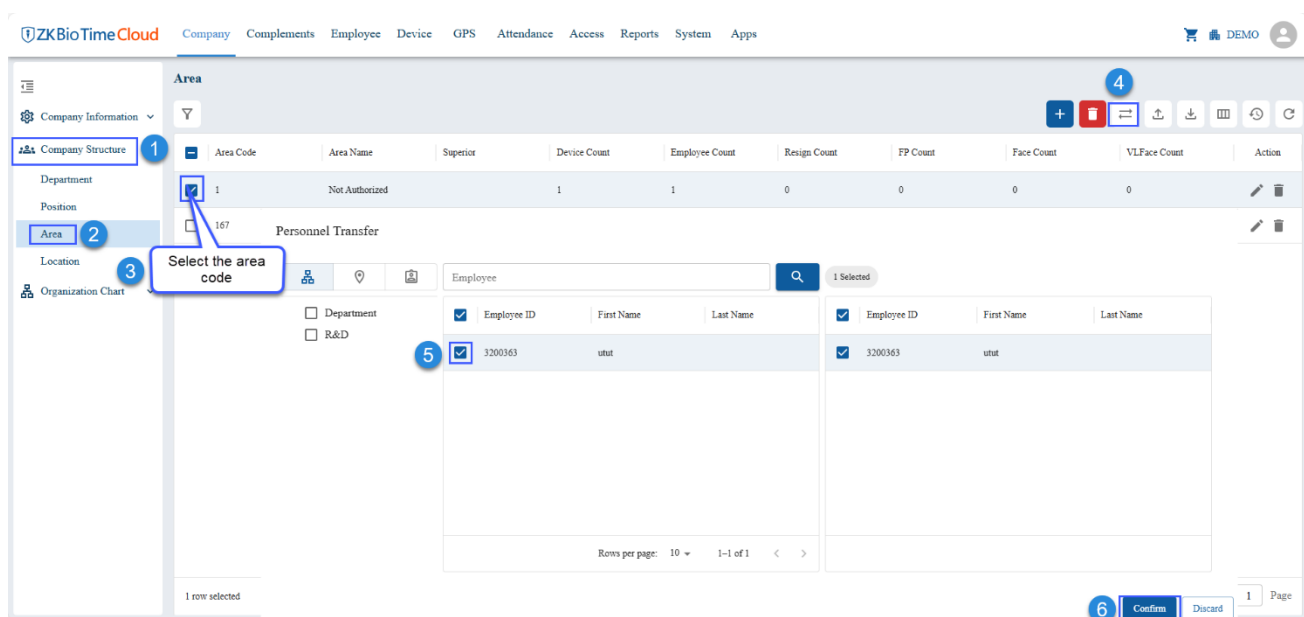 ZKBioTime Cloud Company Complements Employee Device GPS Attendance Access Reports System Apps DEMO
Area
4
Company Information
1 Company Structure
Area Code Area Name Superior Device Count Employee Count Resign Count FP Count Face Count VLFace Count Action
Department
1 Not Authorized 1 1 0 0 0 0
Position
167
Personnel Transfer
Area 2
Select the area
code
Location
3
Employee
1 Selected
Organization Chart
Department
R&D
Employee ID First Name Last Name
Employee ID First Name Last Name
5
3200363 utut
3200363 utut
Rows per page: 10 1–1 of 1
1 row selected
1 Page
6 Confirm Discard